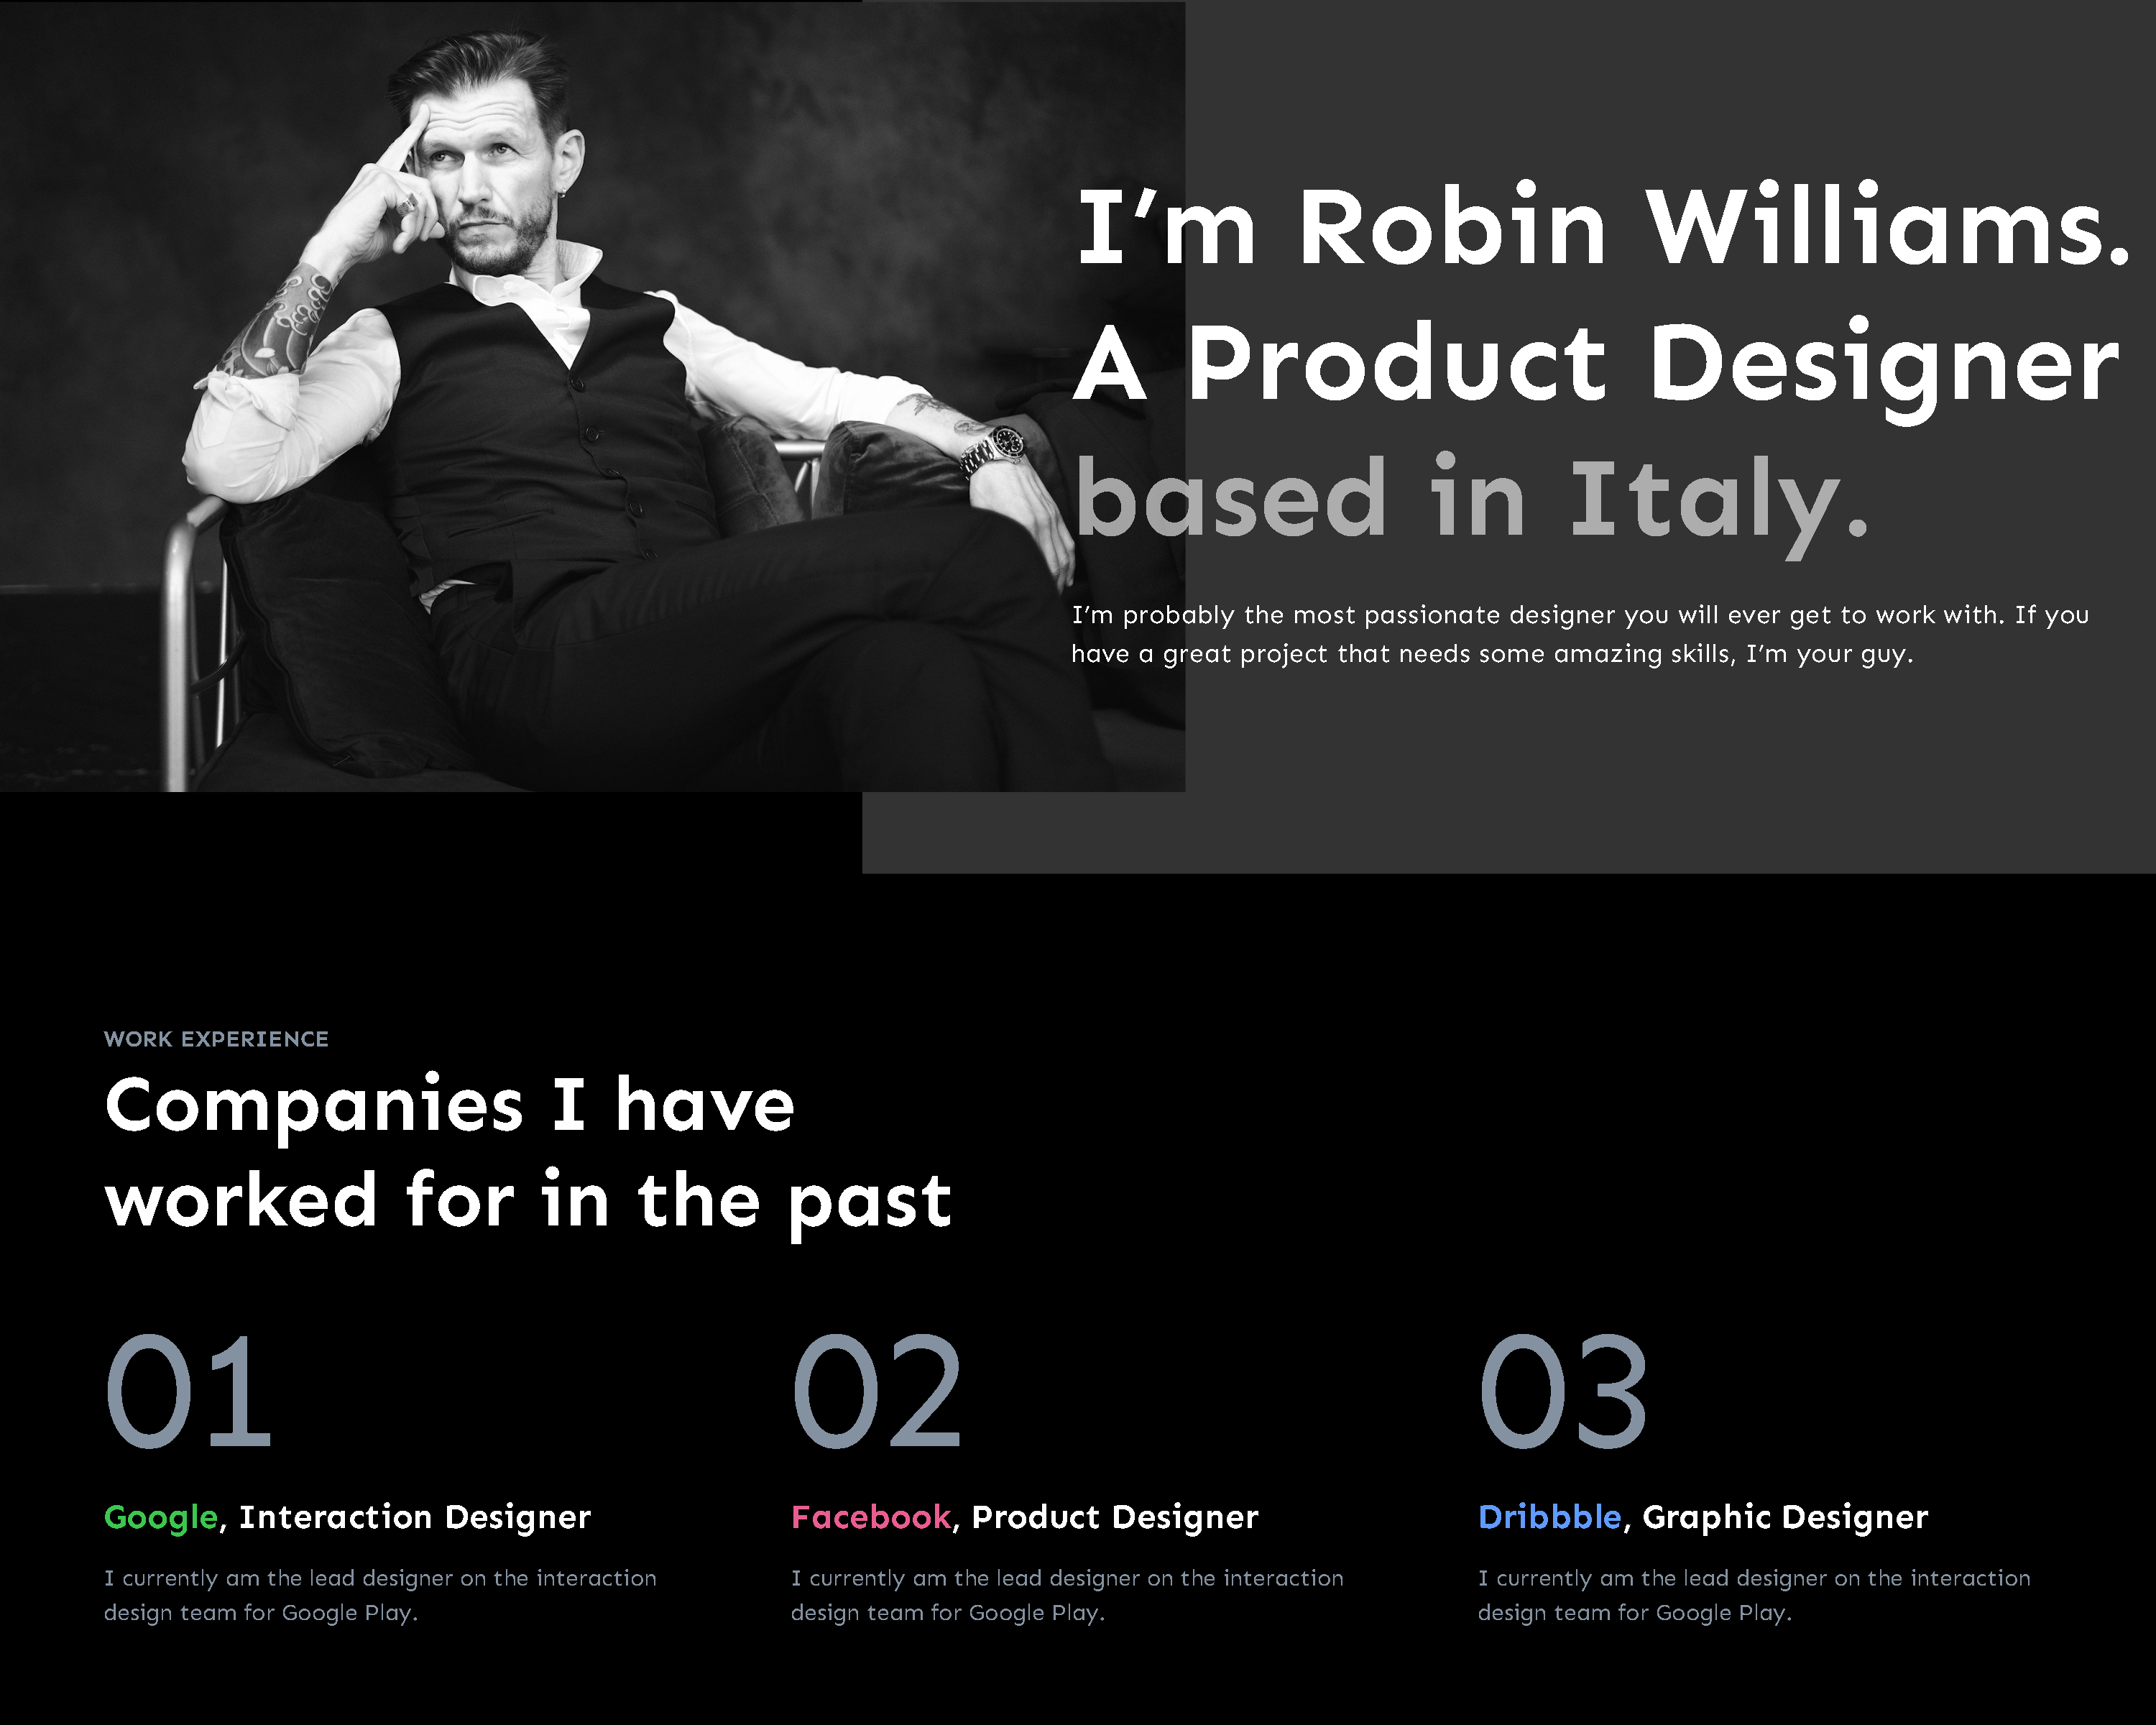 I’m Robin Williams.
A Product Designer
based in Italy.
I’m probably the most passionate designer you will ever get to work with. If you
have a great project that needs some amazing skills, I’m your guy.
WORK EXPERIENCE
Companies I have
worked for in the past
01
Google, Interaction Designer
I currently am the lead designer on the interaction
design team for Google Play.
02
Facebook, Product Designer
I currently am the lead designer on the interaction
design team for Google Play.
03
Dribbble, Graphic Designer
I currently am the lead designer on the interaction
design team for Google Play.